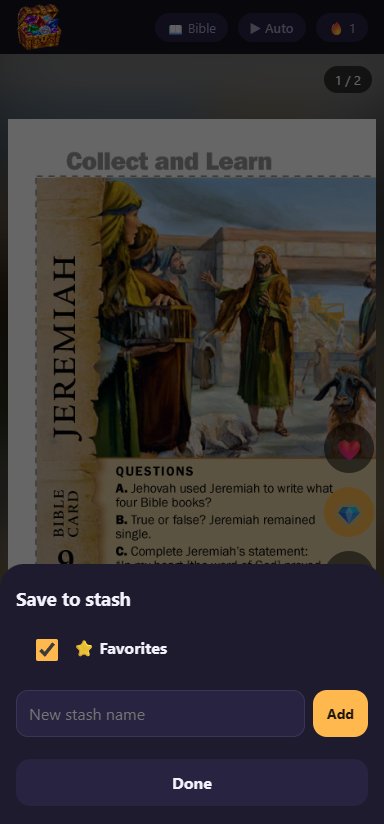 Bible
Auto
1
1 / 2
Collect and Learn
JEREMIAH
BIBLE
CARD
9
QUESTIONS
A. Jehovah used Jeremiah to write what
four Bible books?
B. True or false? Jeremiah remained
single.
C. Complete Jeremiah's statement:
Save to stash
Favorites
New stash name
Add
Done